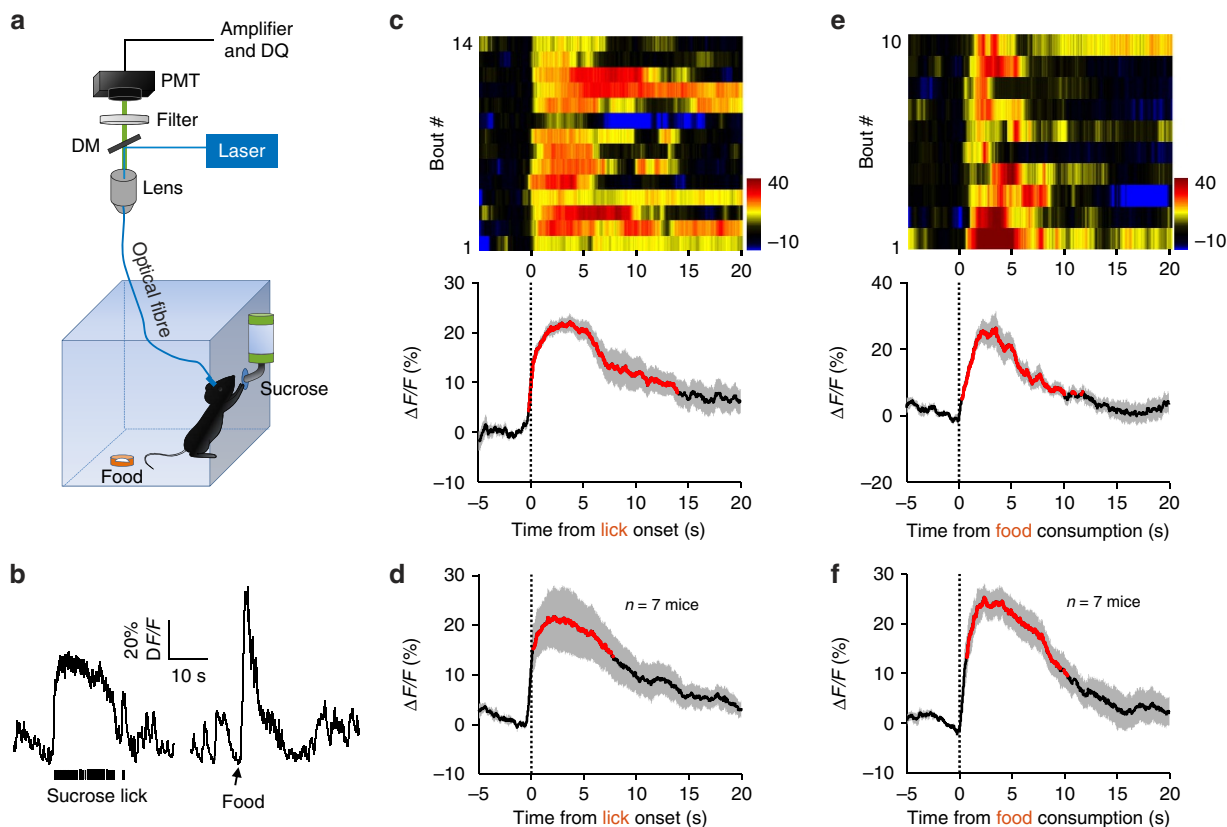 a
Amplifier
and DQ
PMT
Filter
DM
Laser
Lens
Optical fibre
Sucrose
Food
b
20%
DF/F
10 s
Sucrose lick
Food
c
14
Bout #
1
40
–10
0 5 10 15 20
30
20
10
0
–10
ΔF/F (%)
–5 0 5 10 15 20
Time from lick onset (s)
d
30
20
10
0
–10
ΔF/F (%)
n = 7 mice
–5 0 5 10 15 20
Time from lick onset (s)
e
10
Bout #
1
40
–10
0 5 10 15 20
40
20
0
–20
ΔF/F (%)
–5 0 5 10 15 20
Time from food consumption (s)
f
30
20
10
0
–10
ΔF/F (%)
n = 7 mice
–5 0 5 10 15 20
Time from food consumption (s)